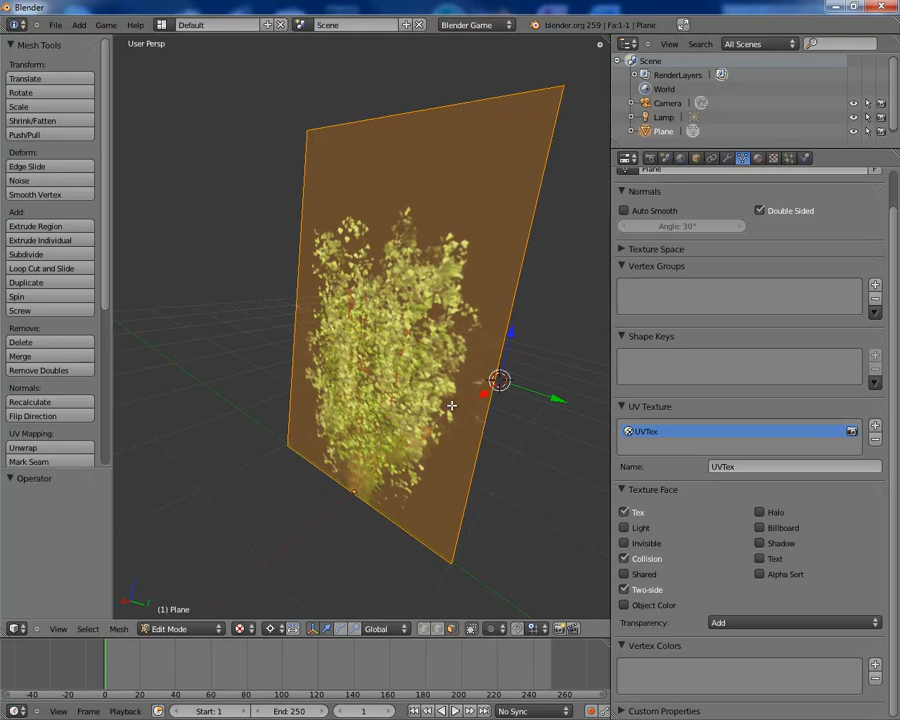 Blender
File Add Game Help Default Scene Blender Game blender.org 259 | Fa:1-1 | Plane
Mesh Tools
Transform:
Translate
Rotate
Scale
Shrink/Fatten
Push/Pull
Deform:
Edge Slide
Noise
Smooth Vertex
Add:
Extrude Region
Extrude Individual
Subdivide
Loop Cut and Slide
Duplicate
Spin
Screw
Remove:
Delete
Merge
Remove Doubles
Normals:
Recalculate
Flip Direction
UV Mapping:
Unwrap
Mark Seam
Operator
User Persp
(1) Plane
View Select Mesh Edit Mode Global
-40 -20 0 20 40 60 80 100 120 140 160 180 200 220 240 260
View Frame Playback Start: 1 End: 250 1 No Sync
View Search All Scenes
Scene
RenderLayers
World
Camera
Lamp
Plane
Plane F
Normals
Auto Smooth Double Sided
Angle: 30°
Texture Space
Vertex Groups
Shape Keys
UV Texture
UVTex
Name: UVTex
Texture Face
Tex Halo
Light Billboard
Invisible Shadow
Collision Text
Shared Alpha Sort
Two-side
Object Color
Transparency: Add
Vertex Colors
Custom Properties